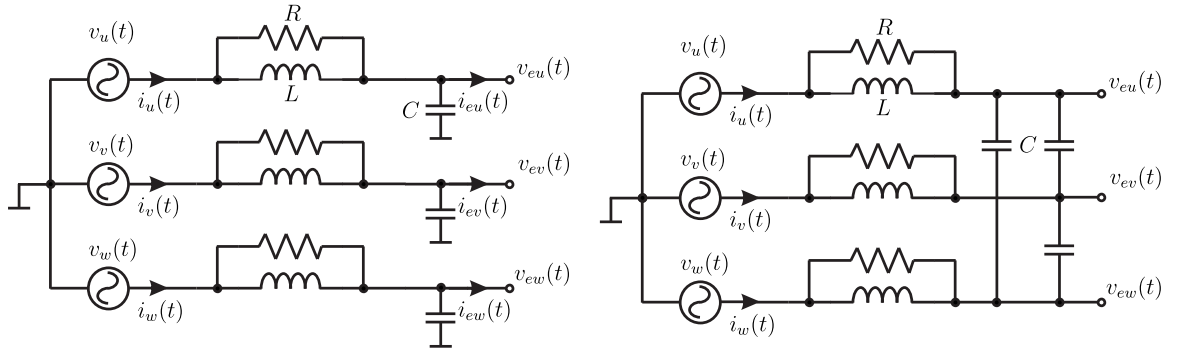 R
v_u(t)
v_eu(t)
i_u(t)
L
C
i_eu(t)
v_v(t)
v_ev(t)
i_v(t)
i_ev(t)
v_w(t)
v_ew(t)
i_w(t)
i_ew(t)
R
v_u(t)
v_eu(t)
i_u(t)
L
C
v_v(t)
v_ev(t)
i_v(t)
v_w(t)
v_ew(t)
i_w(t)